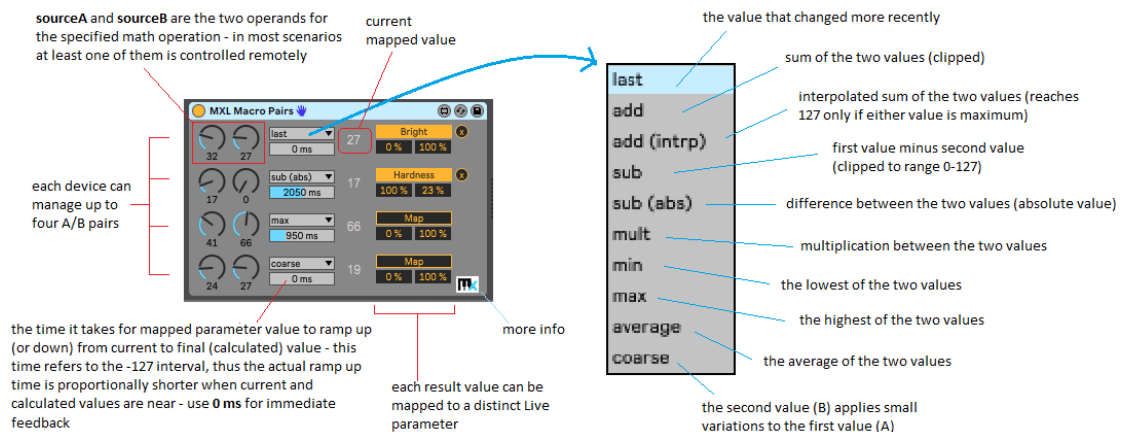 sourceA and sourceB are the two operands for
the specified math operation - in most scenarios
at least one of them is controlled remotely
current
mapped value
the value that changed more recently
sum of the two values (clipped)
interpolated sum of the two values (reaches
127 only if either value is maximum)
first value minus second value
(clipped to range 0-127)
difference between the two values (absolute value)
multiplication between the two values
the lowest of the two values
the highest of the two values
the average of the two values
the second value (B) applies small
variations to the first value (A)
last
add
add (intrp)
sub
sub (abs)
mult
min
max
average
coarse
MXL Macro Pairs
32 27 last 0 ms 27 Bright 0 % 100 % x
17 0 sub (abs) 2050 ms 17 Hardness 100 % 23 % x
41 66 max 950 ms 66 Map 0 % 100 %
24 27 coarse 0 ms 19 Map 0 % 100 %
mx
each device can
manage up to
four A/B pairs
more info
the time it takes for mapped parameter value to ramp up
(or down) from current to final (calculated) value - this
time refers to the -127 interval, thus the actual ramp up
time is proportionally shorter when current and
calculated values are near - use 0 ms for immediate
feedback
each result value can be
mapped to a distinct Live
parameter